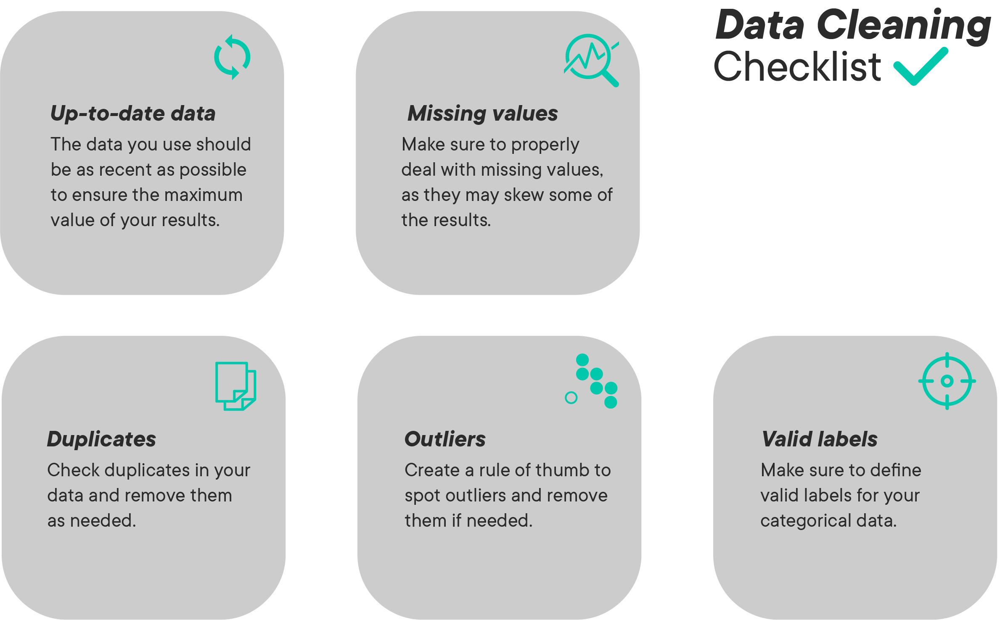 Data Cleaning
Checklist
Up-to-date data
The data you use should
be as recent as possible
to ensure the maximum
value of your results.
Missing values
Make sure to properly
deal with missing values,
as they may skew some of
the results.
Duplicates
Check duplicates in your
data and remove them
as needed.
Outliers
Create a rule of thumb to
spot outliers and remove
them if needed.
Valid labels
Make sure to define
valid labels for your
categorical data.